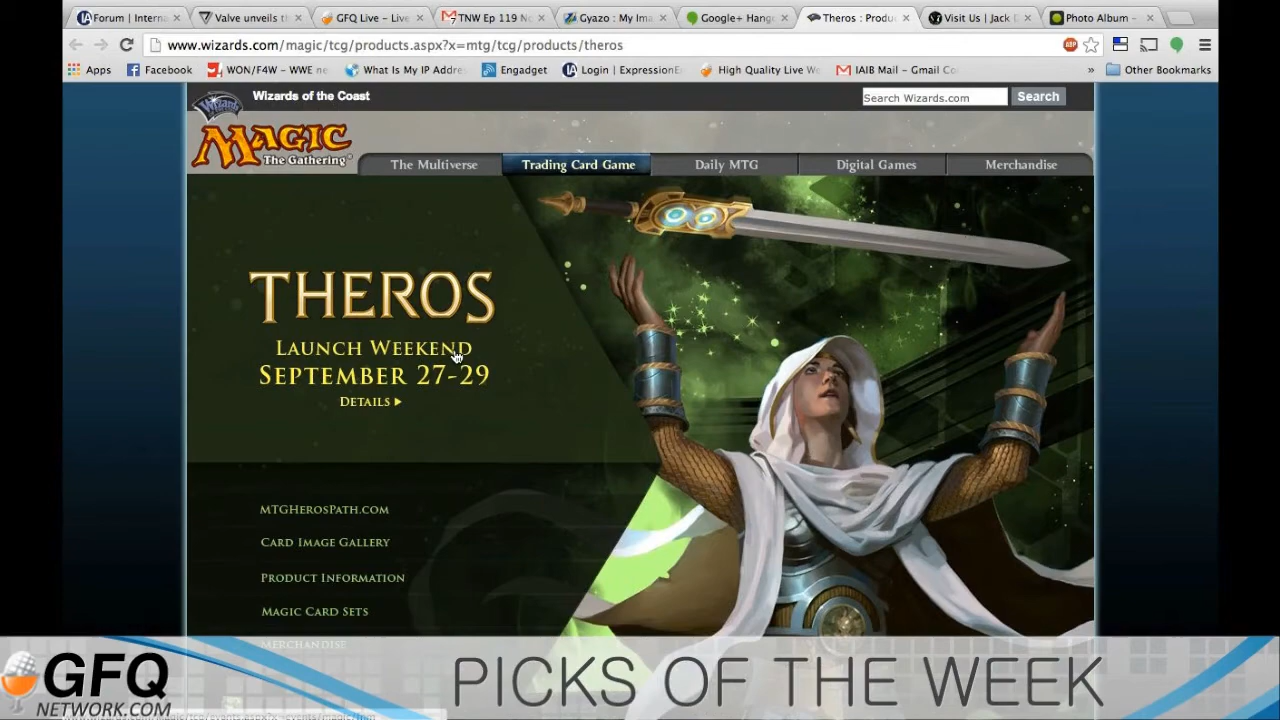 Forum | Intern
Valve unveils t
GFQ Live - Live
TNW Ep 119 No
Gyazo : My Ima
Google+ Hang
Theros : Produ
Visit Us | Jack
Photo Album -
www.wizards.com/magic/tcg/products.aspx?x=mtg/tcg/products/theros
ABP
Apps
Facebook
WON/F4W - WWE ne
What Is My IP Addre
Engadget
Login | ExpressionE
High Quality Live We
IAIB Mail - Gmail Co
»
Other Bookmarks
Wizards of the Coast
Search Wizards.com
Search
Wizards
MAGIC
The Gathering®
The Multiverse
Trading Card Game
Daily MTG
Digital Games
Merchandise
THEROS
LAUNCH WEEKEND
SEPTEMBER 27-29
DETAILS
MTGHEROSPATH.COM
CARD IMAGE GALLERY
PRODUCT INFORMATION
MAGIC CARD SETS
MERCHANDISE
GFQ
NETWORK.COM
PICKS OF THE WEEK